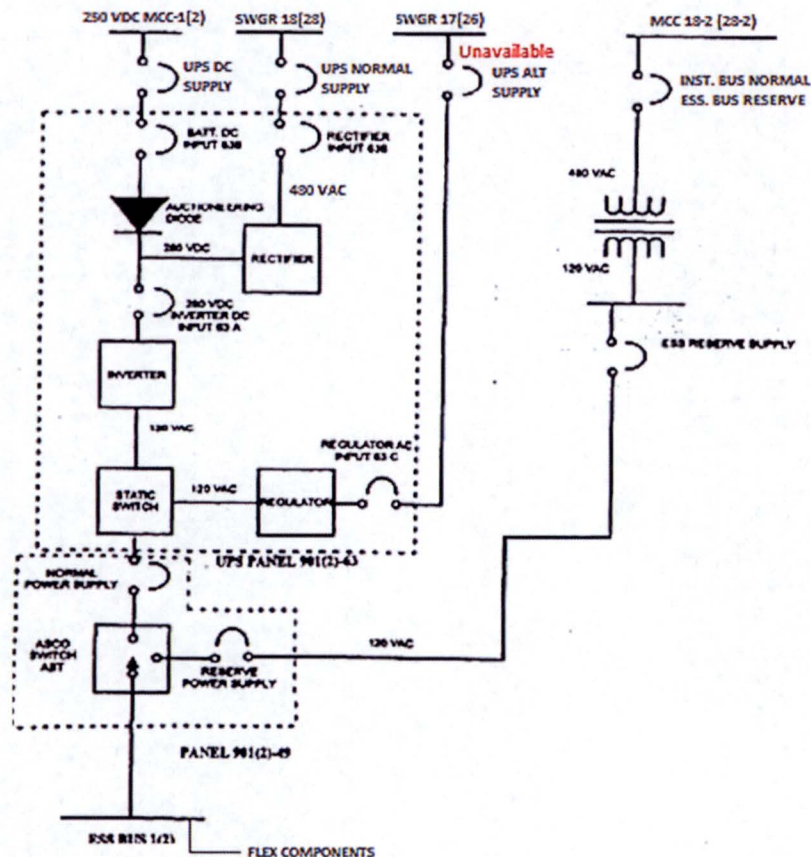 250 VDC MCC-1(2)
SWGR 18(28)
SWGR 17(26)
MCC 18-2 (28-2)
Unavailable
UPS DC
SUPPLY
UPS NORMAL
SUPPLY
UPS ALT
SUPPLY
INST. BUS NORMAL
ESS. BUS RESERVE
BATT. DC
INPUT 63B
RECTIFIER
INPUT 63B
480 VAC
480 VAC
AUCTIONEERING
DIODE
260 VDC
RECTIFIER
120 VAC
260 VDC
INVERTER DC
INPUT 63 A
ESS RESERVE SUPPLY
INVERTER
120 VAC
REGULATOR AC
INPUT 63 C
STATIC
SWITCH
120 VAC
REGULATOR
UPS PANEL 901(2)-63
NORMAL
POWER SUPPLY
ASCO
SWITCH
ABT
120 VAC
RESERVE
POWER SUPPLY
PANEL 901(2)-49
ESS BUS 1(2)
FLEX COMPONENTS